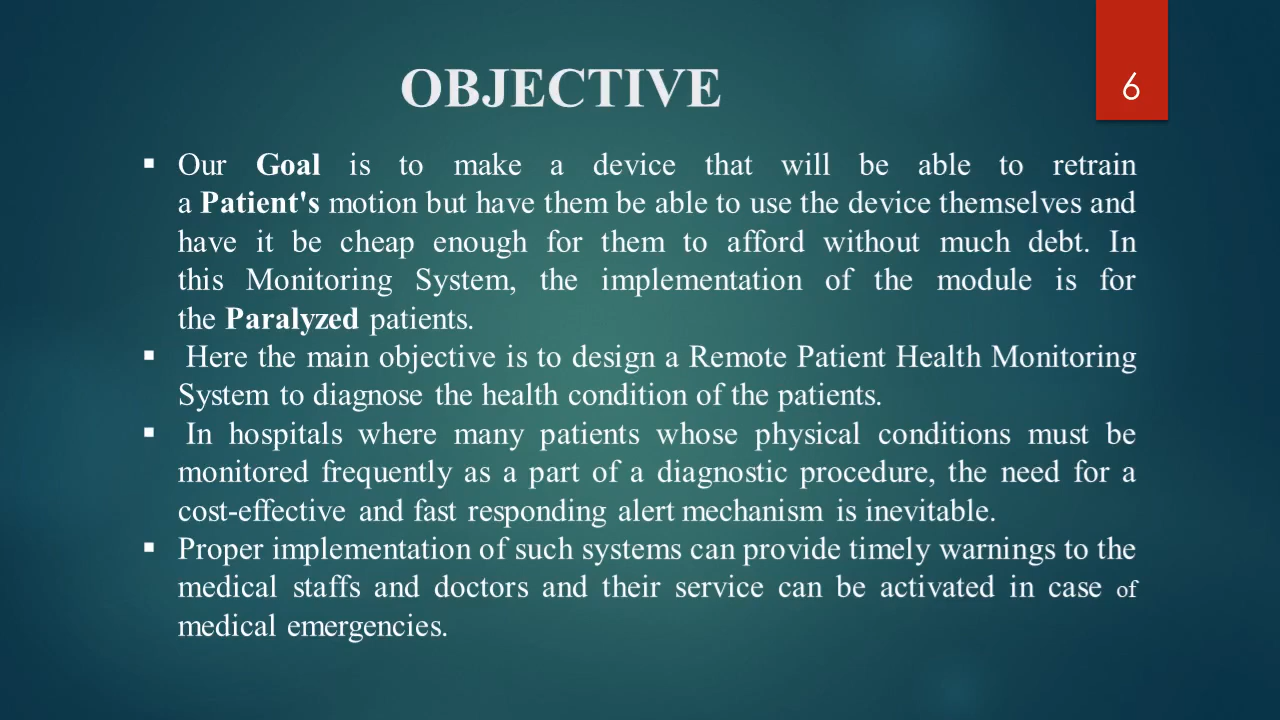 OBJECTIVE
6
▪ Our Goal is to make a device that will be able to retrain
a Patient's motion but have them be able to use the device themselves and
have it be cheap enough for them to afford without much debt. In
this Monitoring System, the implementation of the module is for
the Paralyzed patients.
▪ Here the main objective is to design a Remote Patient Health Monitoring
System to diagnose the health condition of the patients.
▪ In hospitals where many patients whose physical conditions must be
monitored frequently as a part of a diagnostic procedure, the need for a
cost-effective and fast responding alert mechanism is inevitable.
▪ Proper implementation of such systems can provide timely warnings to the
medical staffs and doctors and their service can be activated in case of
medical emergencies.